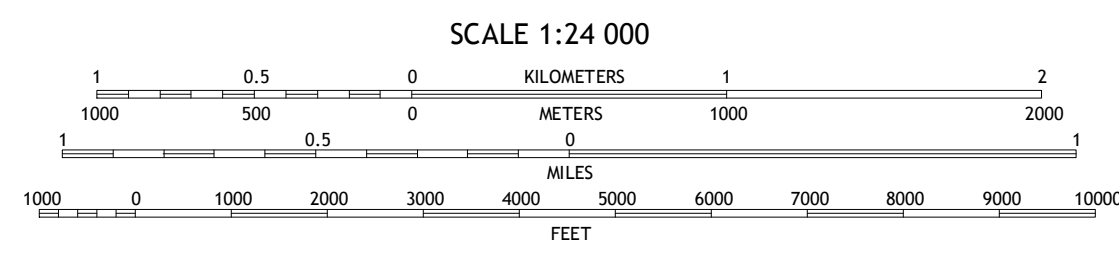 SCALE 1:24 000
1 0.5 0 KILOMETERS 1 2
1000 500 0 METERS 1000 2000
1 0.5 0 1
MILES
1000 0 1000 2000 3000 4000 5000 6000 7000 8000 9000 10000
FEET